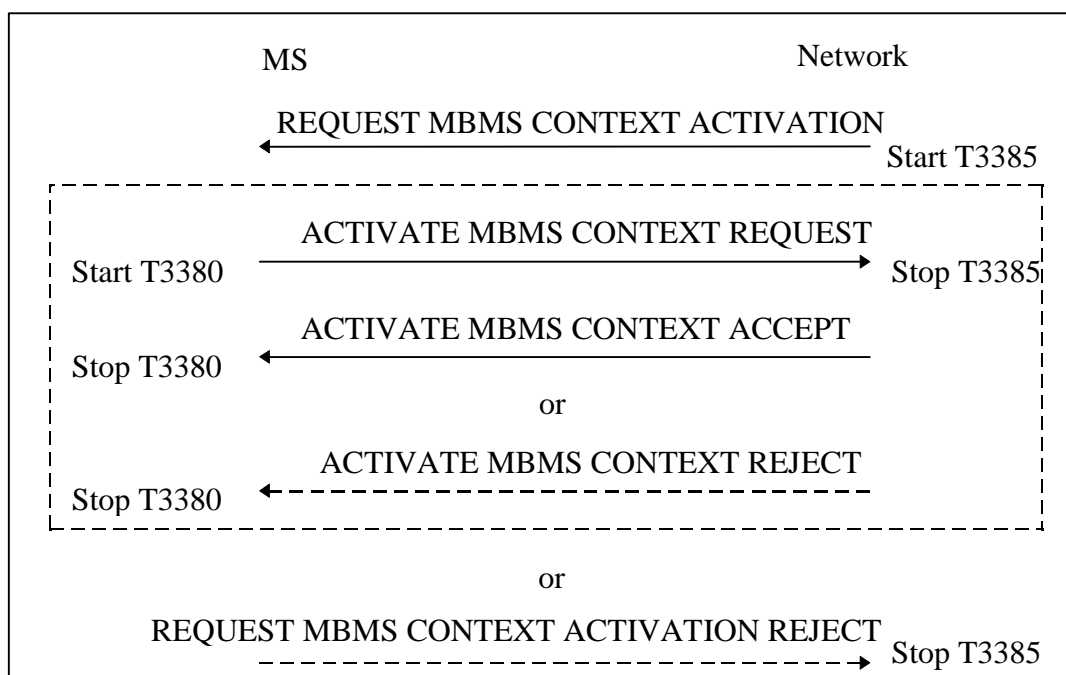 MS Network
REQUEST MBMS CONTEXT ACTIVATION
Start T3385
ACTIVATE MBMS CONTEXT REQUEST
Start T3380 Stop T3385
ACTIVATE MBMS CONTEXT ACCEPT
Stop T3380
or
ACTIVATE MBMS CONTEXT REJECT
Stop T3380
or
REQUEST MBMS CONTEXT ACTIVATION REJECT
Stop T3385